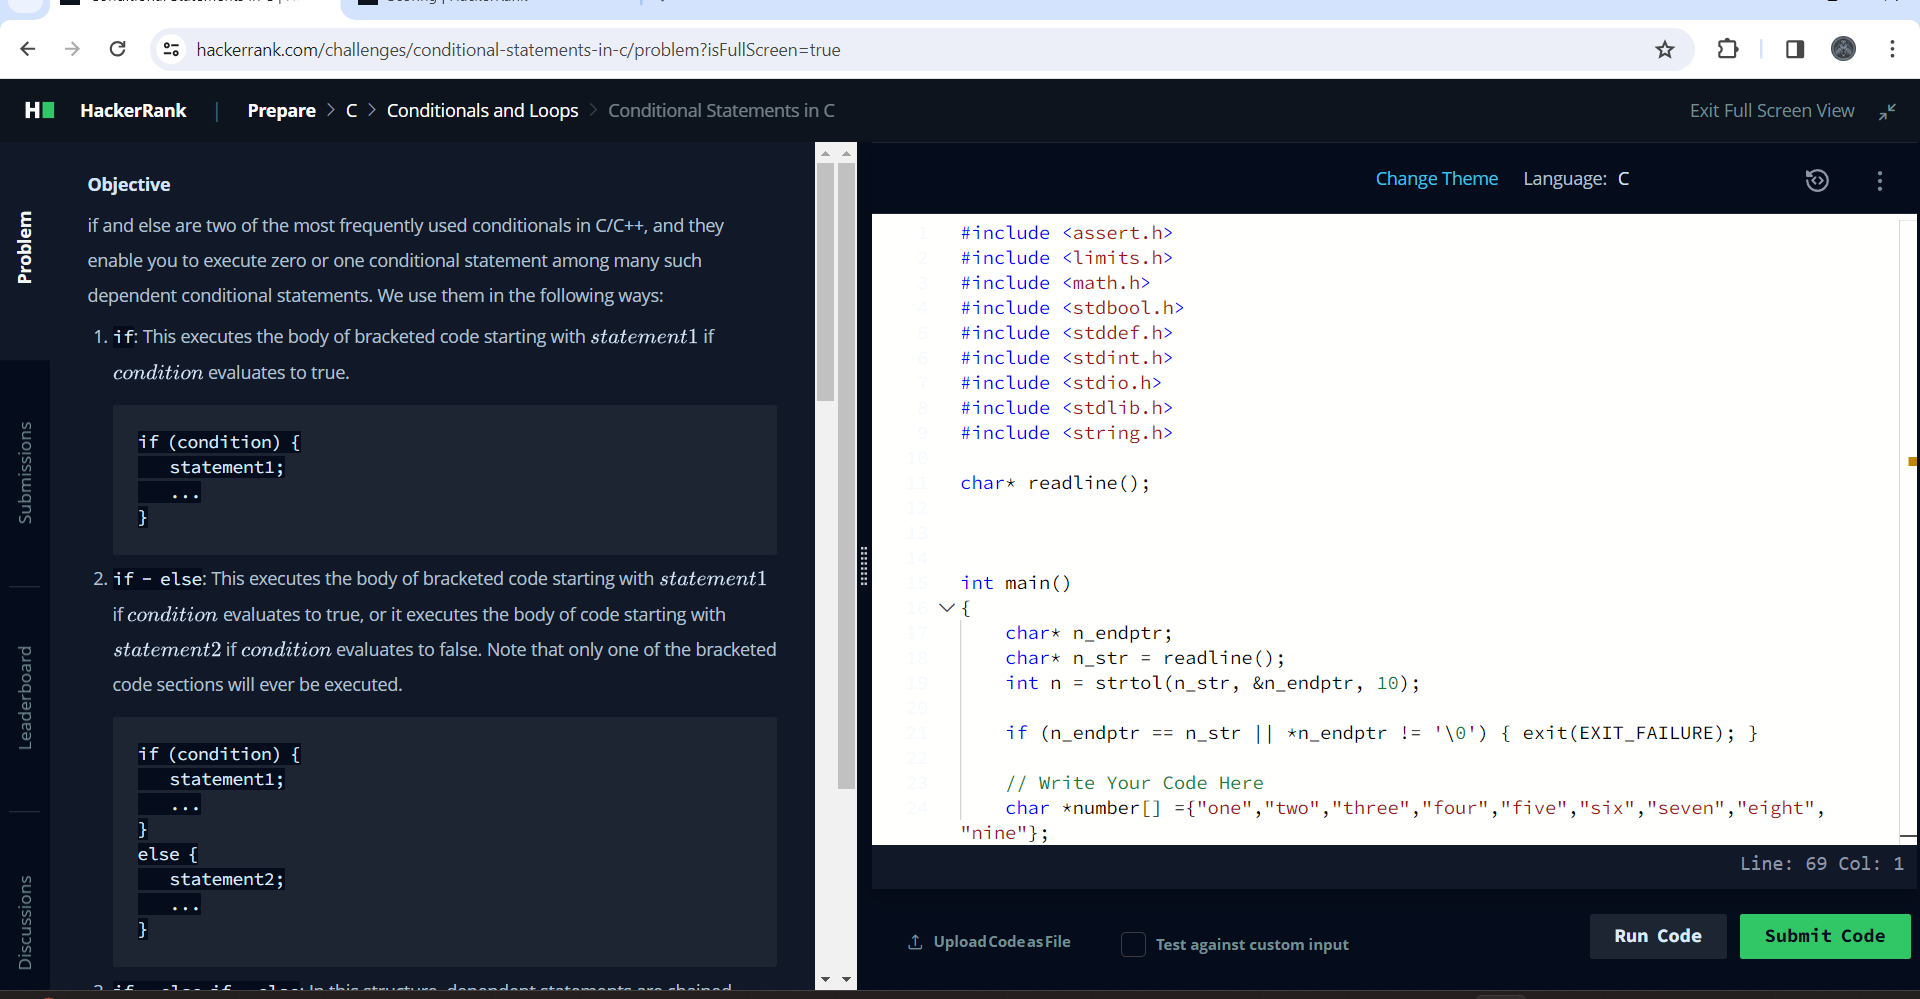 hackerrank.com/challenges/conditional-statements-in-c/problem?isFullScreen=true
HackerRank | Prepare > C > Conditionals and Loops > Conditional Statements in C
Exit Full Screen View
Problem
Submissions
Leaderboard
Discussions
Objective
if and else are two of the most frequently used conditionals in C/C++, and they
enable you to execute zero or one conditional statement among many such
dependent conditional statements. We use them in the following ways:
1. if: This executes the body of bracketed code starting with statement1 if
condition evaluates to true.
if (condition) {
statement1;
...
}
2. if - else: This executes the body of bracketed code starting with statement1
if condition evaluates to true, or it executes the body of code starting with
statement2 if condition evaluates to false. Note that only one of the bracketed
code sections will ever be executed.
if (condition) {
statement1;
...
}
else {
statement2;
...
}
Change Theme
Language: C
1 #include <assert.h>
2 #include <limits.h>
3 #include <math.h>
4 #include <stdbool.h>
5 #include <stddef.h>
6 #include <stdint.h>
7 #include <stdio.h>
8 #include <stdlib.h>
9 #include <string.h>
10
11 char* readline();
12
13
14
15 int main()
16 {
17 char* n_endptr;
18 char* n_str = readline();
19 int n = strtol(n_str, &n_endptr, 10);
20
21 if (n_endptr == n_str || *n_endptr != '\0') { exit(EXIT_FAILURE); }
22
23 // Write Your Code Here
24 char *number[] ={"one","two","three","four","five","six","seven","eight",
"nine"};
Line: 69 Col: 1
Upload Code as File
Test against custom input
Run Code
Submit Code